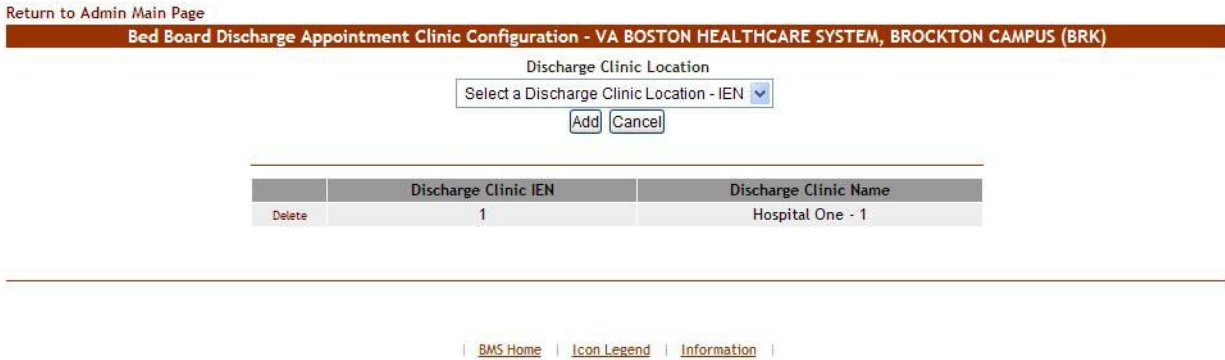 Return to Admin Main Page
Bed Board Discharge Appointment Clinic Configuration - VA BOSTON HEALTHCARE SYSTEM, BROCKTON CAMPUS (BRK)
Discharge Clinic Location
Select a Discharge Clinic Location - IEN
Add Cancel
Discharge Clinic IEN Discharge Clinic Name
Delete 1 Hospital One - 1
| BMS Home | Icon Legend | Information |